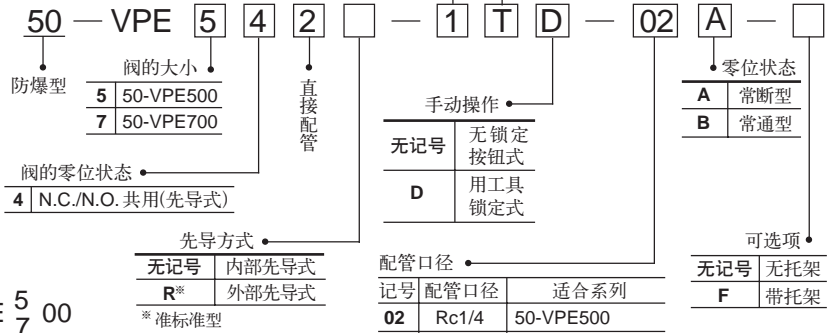 50 — VPE 5 4 2 □ — 1 T D — 02 A — □
防爆型
阀的大小
5 50-VPE500
7 50-VPE700
直接配管
阀的零位状态
4 N.C./N.O.共用(先导式)
先导方式
无记号 内部先导式
R※ 外部先导式
※准标准型
手动操作
无记号 无锁定按钮式
D 用工具锁定式
配管口径
记号 配管口径 适合系列
02 Rc1/4 50-VPE500
零位状态
A 常断型
B 常通型
可选项
无记号 无托架
F 带托架
5
7 00